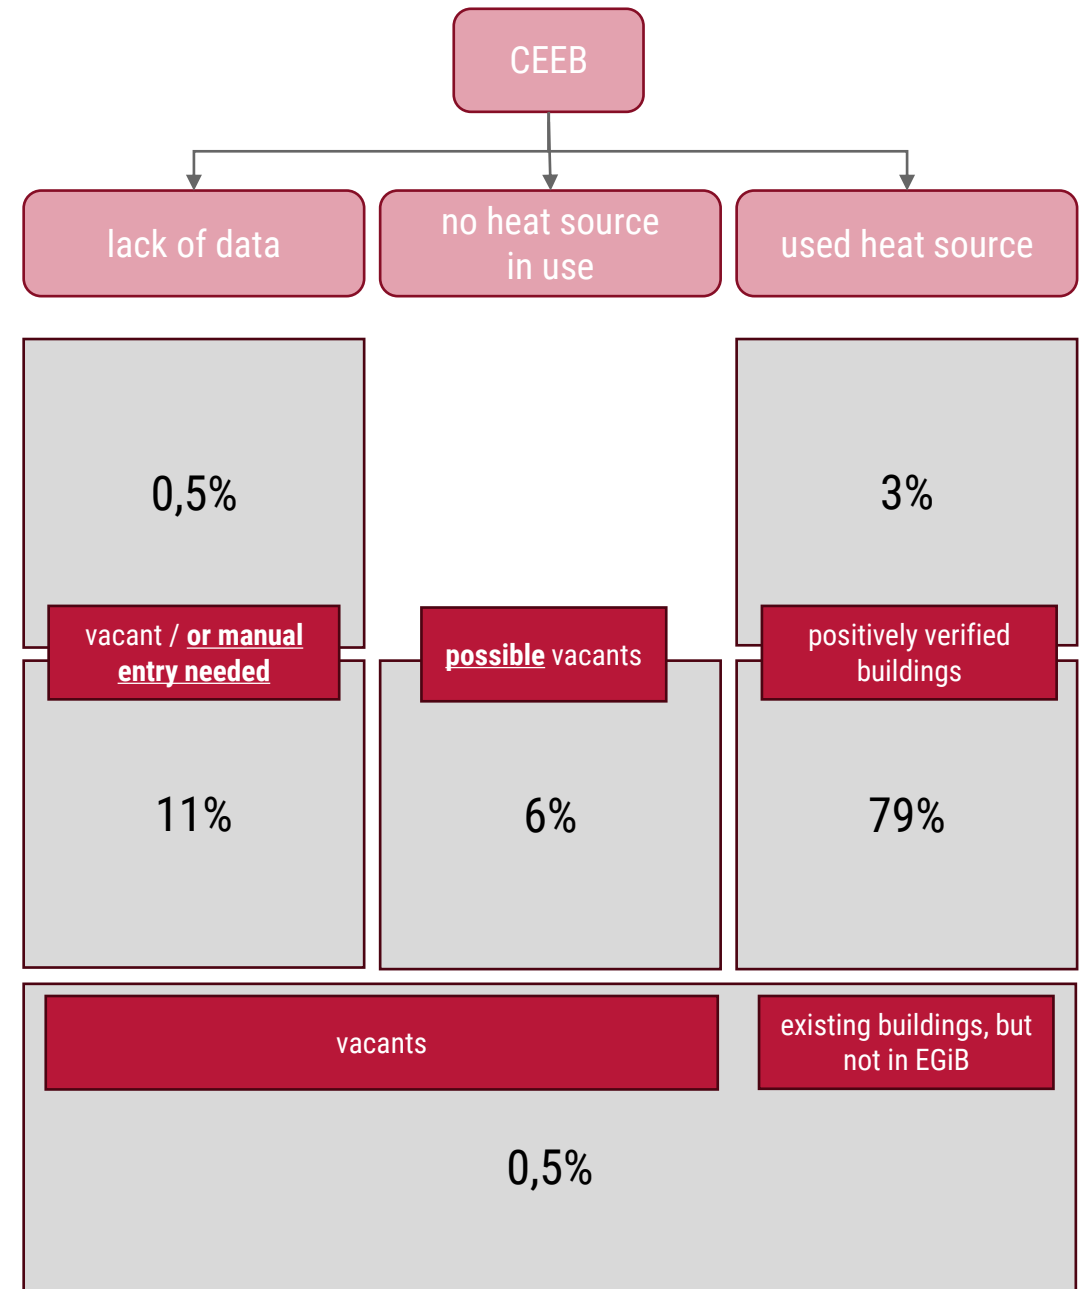 CEEB
lack of data
no heat source
in use
used heat source
0,5%
3%
vacant / or manual
entry needed
possible vacants
positively verified
buildings
11%
6%
79%
vacants
existing buildings, but
not in EGiB
0,5%